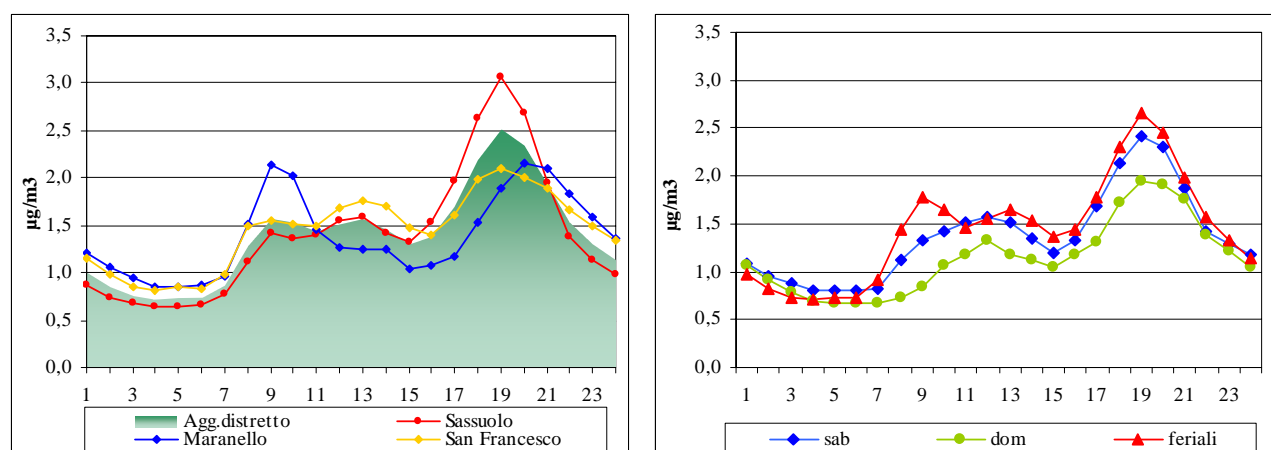 3,5
3,0
2,5
2,0
1,5
1,0
0,5
0,0
µg/m3
1 3 5 7 9 11 13 15 17 19 21 23
Agg.distretto Sassuolo
Maranello San Francesco
3,5
3,0
2,5
2,0
1,5
1,0
0,5
0,0
µg/m3
1 3 5 7 9 11 13 15 17 19 21 23
sab dom feriali